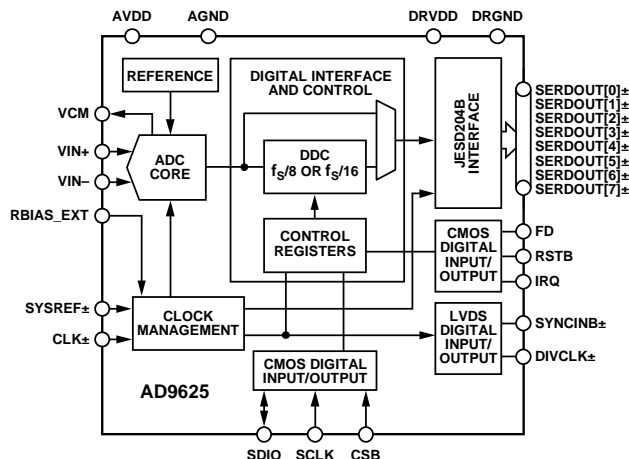 AVDD
AGND
DRVDD
DRGND
REFERENCE
DIGITAL INTERFACE
AND CONTROL
VCM
VIN+
VIN–
RBIAS_EXT
SYSREF±
CLK±
ADC
CORE
DDC
fS/8 OR fS/16
CONTROL
REGISTERS
CLOCK
MANAGEMENT
JESD204B
INTERFACE
SERDOUT[0]±
SERDOUT[1]±
SERDOUT[2]±
SERDOUT[3]±
SERDOUT[4]±
SERDOUT[5]±
SERDOUT[6]±
SERDOUT[7]±
CMOS
DIGITAL
INPUT/
OUTPUT
FD
RSTB
IRQ
LVDS
DIGITAL
INPUT/
OUTPUT
SYNCINB±
DIVCLK±
CMOS DIGITAL
INPUT/OUTPUT
AD9625
SDIO
SCLK
CSB